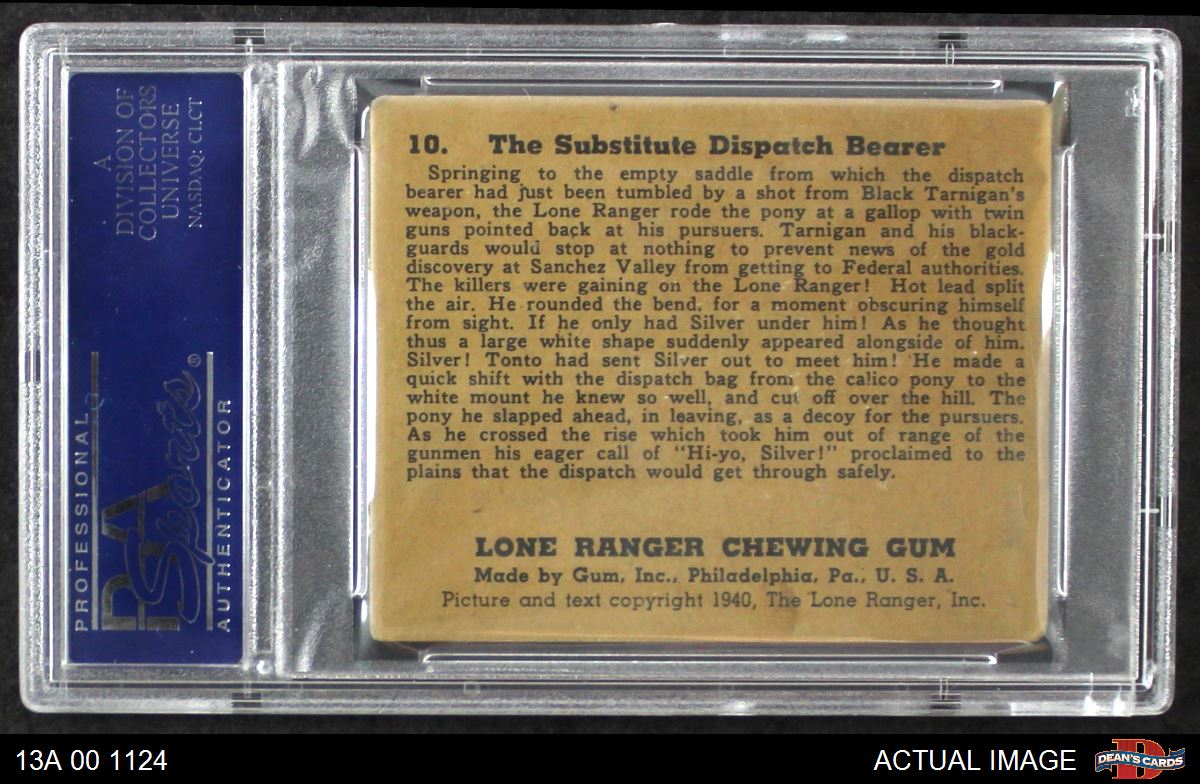 A
DIVISION OF
COLLECTORS
UNIVERSE
NASDAQ: CLCT
PROFESSIONAL
PSA
Sports®
AUTHENTICATOR
10. The Substitute Dispatch Bearer
Springing to the empty saddle from which the dispatch
bearer had just been tumbled by a shot from Black Tarnigan's
weapon, the Lone Ranger rode the pony at a gallop with twin
guns pointed back at his pursuers. Tarnigan and his black-
guards would stop at nothing to prevent news of the gold
discovery at Sanchez Valley from getting to Federal authorities.
The killers were gaining on the Lone Ranger! Hot lead split
the air. He rounded the bend, for a moment obscuring himself
from sight. If he only had Silver under him! As he thought
thus a large white shape suddenly appeared alongside of him.
Silver! Tonto had sent Silver out to meet him! He made a
quick shift with the dispatch bag from the calico pony to the
white mount he knew so well, and cut off over the hill. The
pony he slapped ahead, in leaving, as a decoy for the pursuers.
As he crossed the rise which took him out of range of the
gunmen his eager call of "Hi-yo, Silver!" proclaimed to the
plains that the dispatch would get through safely.
LONE RANGER CHEWING GUM
Made by Gum, Inc., Philadelphia, Pa., U. S. A.
Picture and text copyright 1940, The Lone Ranger, Inc.
13A 00 1124
ACTUAL IMAGE
D
DEAN'S CARDS